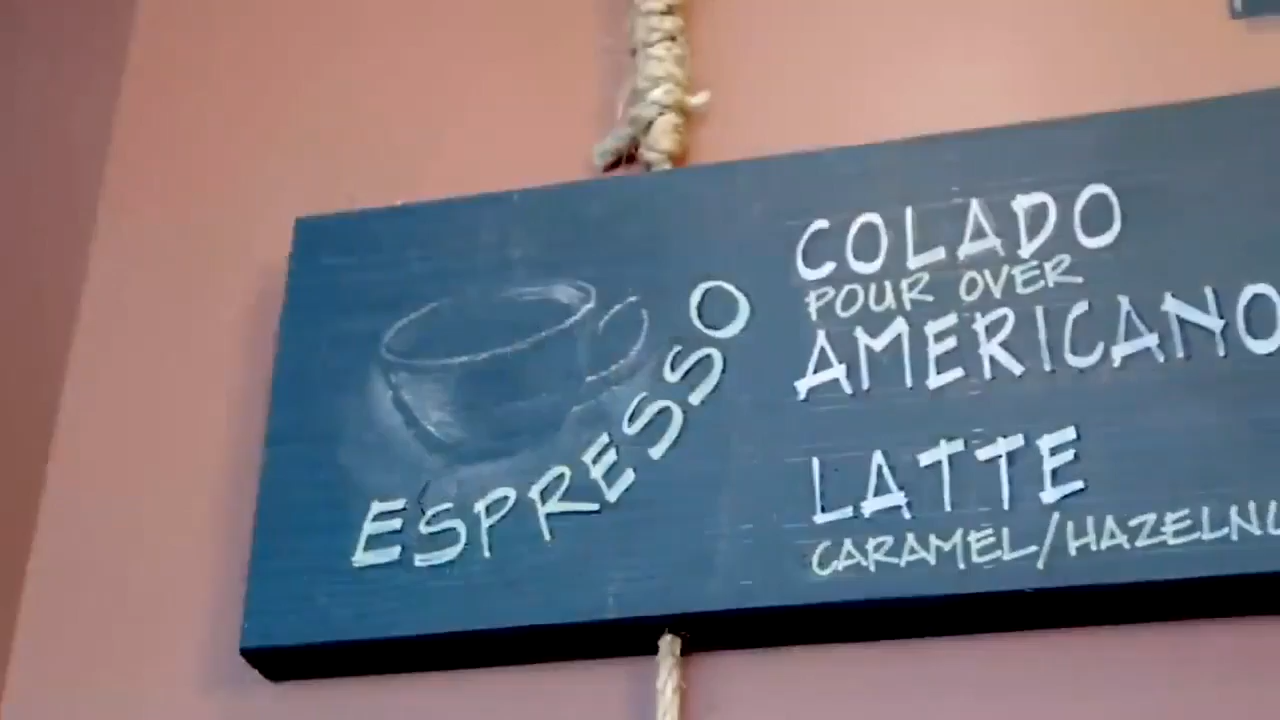 ESPRESSO
COLADO
POUR OVER
AMERICANO
LATTE
CARAMEL/